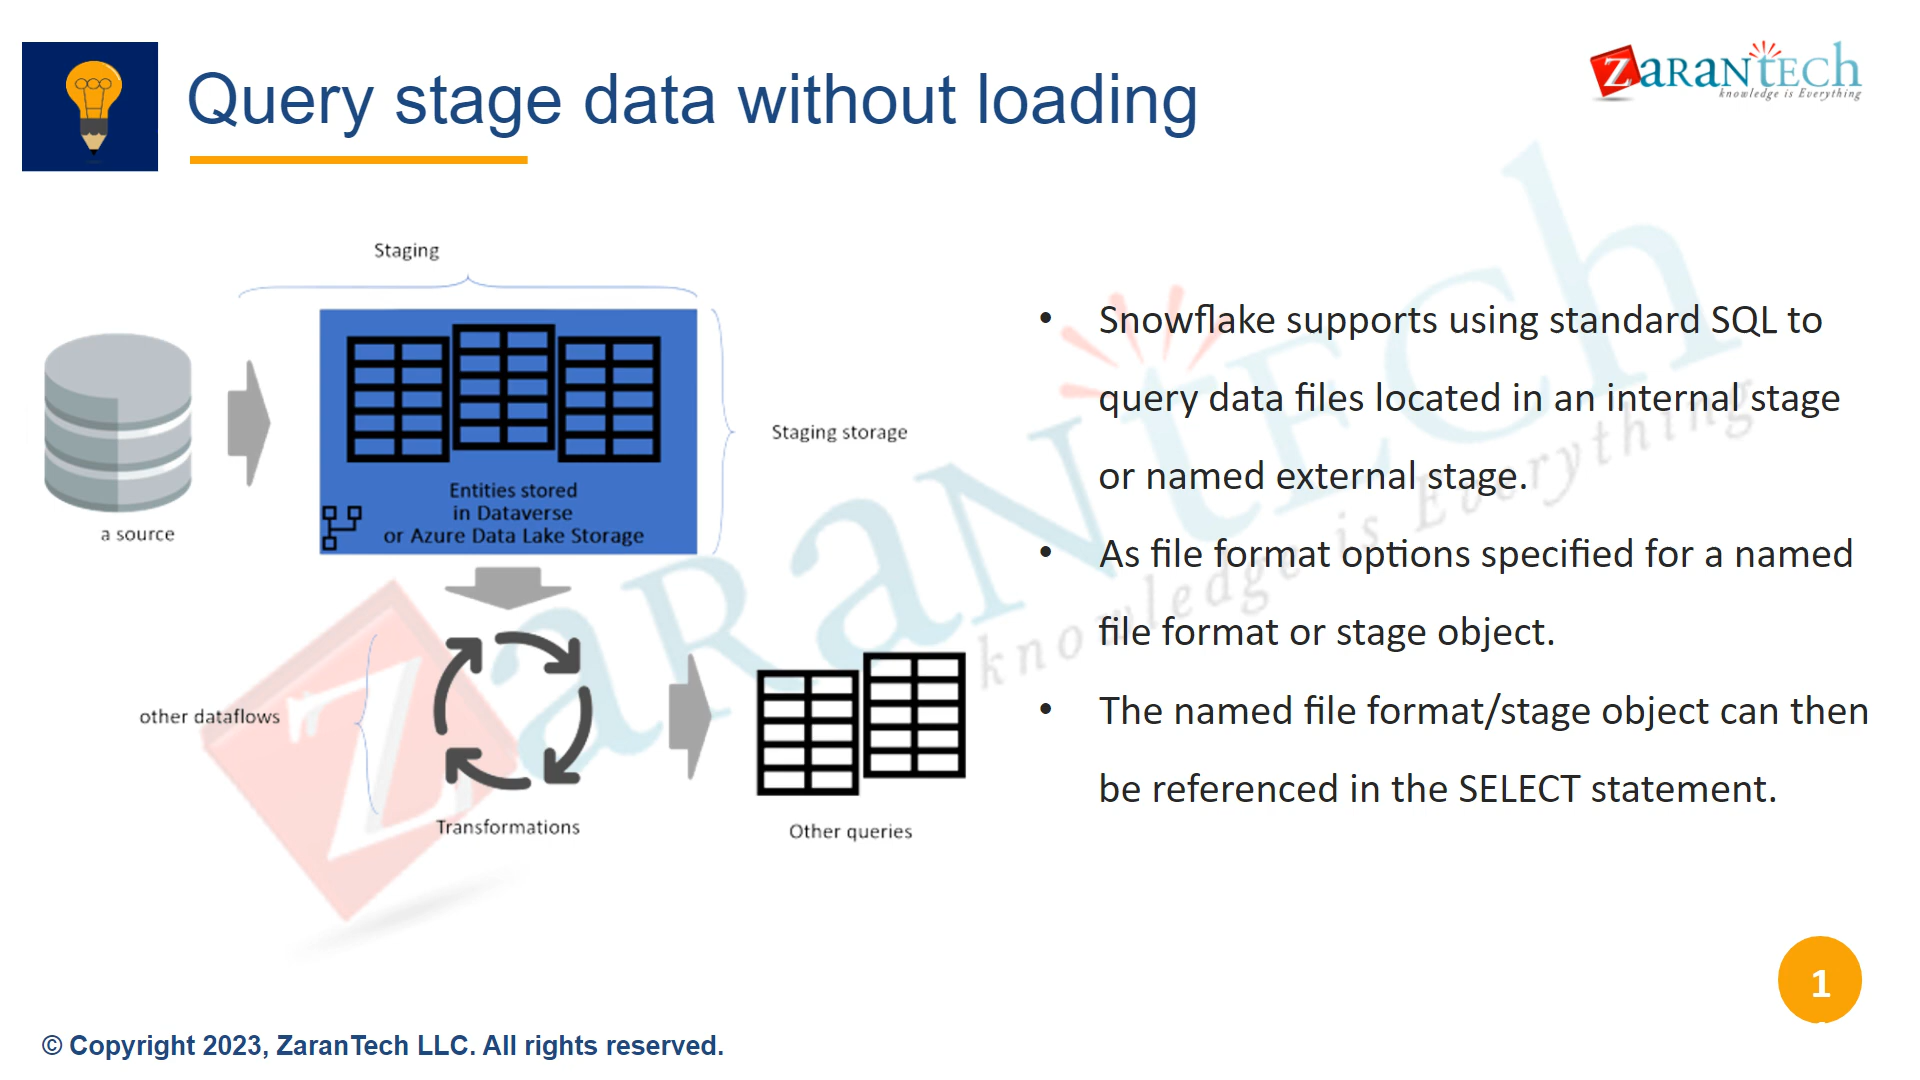 Query stage data without loading
ZaranTech
knowledge is Everything
Staging
a source
Entities stored
in Dataverse
or Azure Data Lake Storage
Staging storage
other dataflows
Transformations
Other queries
• Snowflake supports using standard SQL to
query data files located in an internal stage
or named external stage.
• As file format options specified for a named
file format or stage object.
• The named file format/stage object can then
be referenced in the SELECT statement.
ZaranTech
knowledge is Everything
1
© Copyright 2023, ZaranTech LLC. All rights reserved.